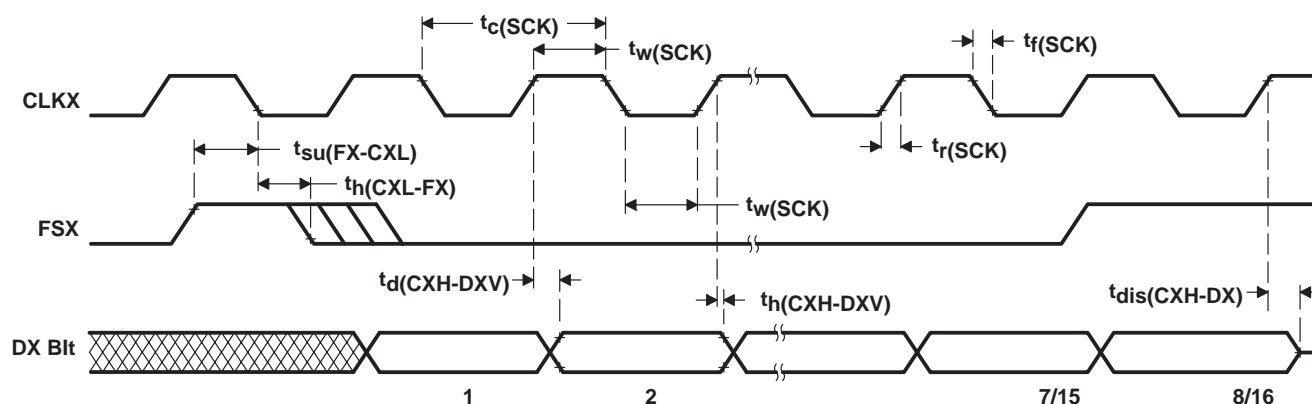 tc(SCK)
tw(SCK)
tf(SCK)
CLKX
tsu(FX-CXL)
tr(SCK)
th(CXL-FX)
tw(SCK)
FSX
td(CXH-DXV)
th(CXH-DXV)
tdis(CXH-DX)
DX BIt
1 2 7/15 8/16